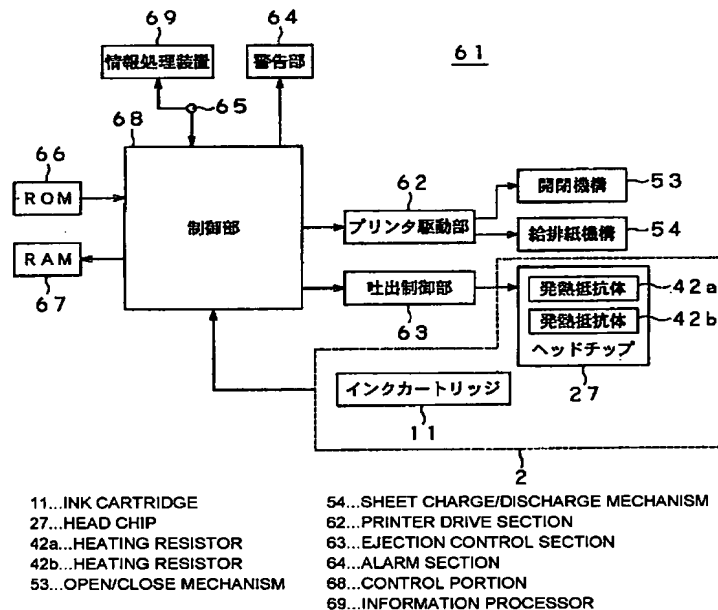 69
64
情報処理装置
警告部
61
65
68
66
ROM
制御部
62
開閉機構
53
プリンタ駆動部
給排紙機構
54
RAM
67
吐出制御部
63
発熱抵抗体
42a
発熱抵抗体
42b
ヘッドチップ
27
インクカートリッジ
11
2
11...INK CARTRIDGE
27...HEAD CHIP
42a...HEATING RESISTOR
42b...HEATING RESISTOR
53...OPEN/CLOSE MECHANISM
54...SHEET CHARGE/DISCHARGE MECHANISM
62...PRINTER DRIVE SECTION
63...EJECTION CONTROL SECTION
64...ALARM SECTION
68...CONTROL PORTION
69...INFORMATION PROCESSOR